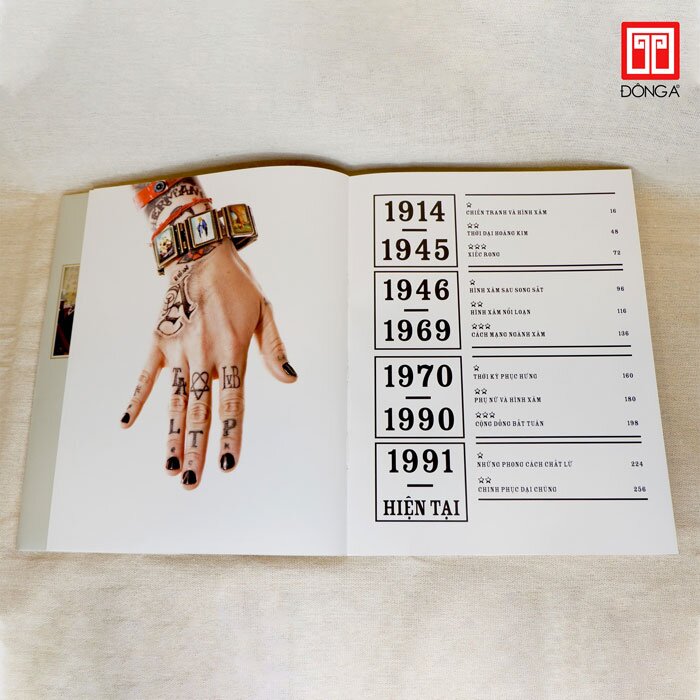 ĐÔNG A®
1914
—
1945
CHIẾN TRANH VÀ HÌNH XĂM 16
THỜI ĐẠI HOÀNG KIM 48
XIẾC RONG 72
1946
—
1969
HÌNH XĂM SAU SONG SẮT 96
HÌNH XĂM NỔI LOẠN 116
CÁCH MẠNG NGÀNH XĂM 136
1970
—
1990
THỜI KỲ PHỤC HƯNG 160
PHỤ NỮ VÀ HÌNH XĂM 180
CỘNG ĐỒNG BẤT TUÂN 198
1991
—
HIỆN TẠI
NHỮNG PHONG CÁCH CHẤT LỪ 224
CHINH PHỤC ĐẠI CHÚNG 256
L T P